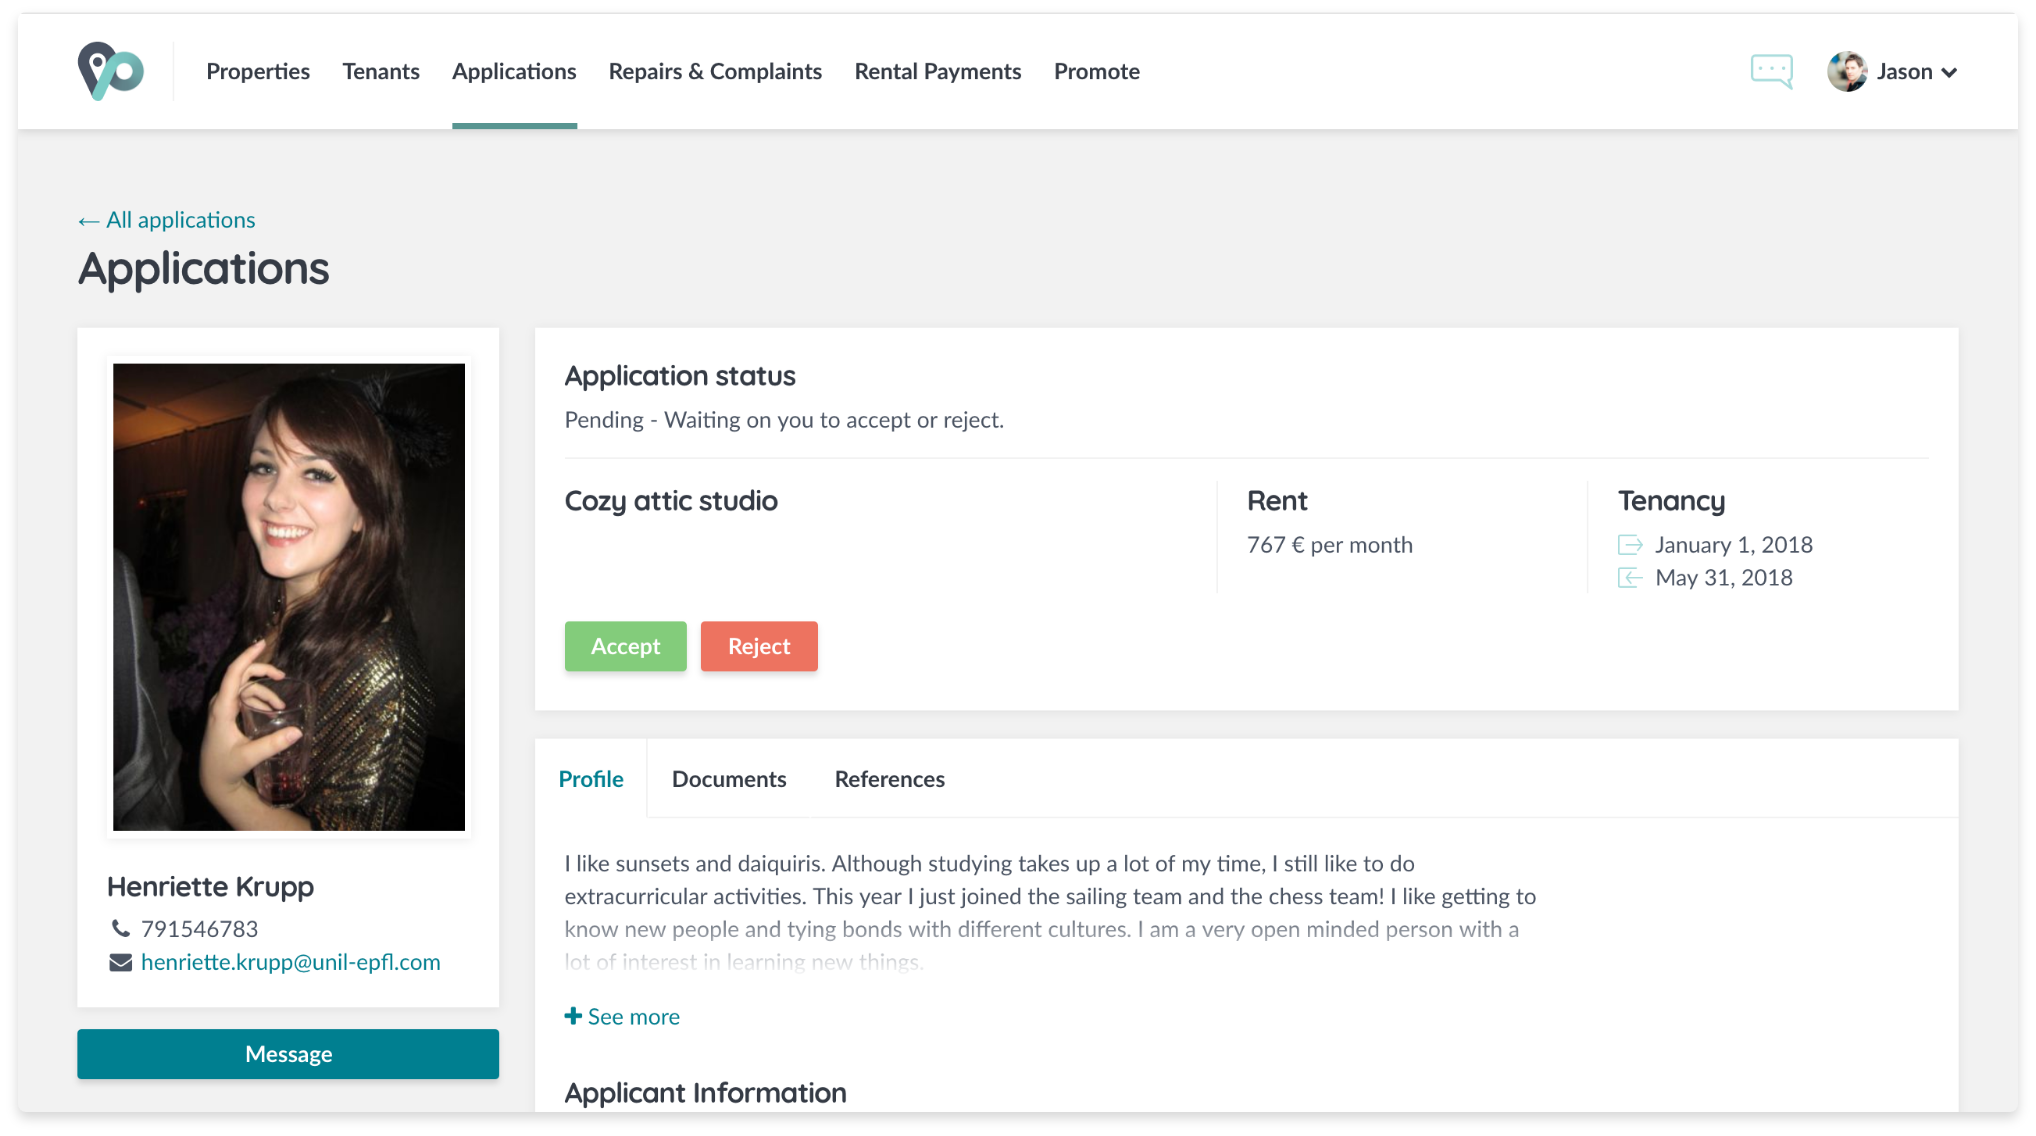 Properties Tenants Applications Repairs & Complaints Rental Payments Promote Jason
← All applications
Applications
Henriette Krupp
791546783
henriette.krupp@unil-epfl.com
Message
Application status
Pending - Waiting on you to accept or reject.
Cozy attic studio
Rent
767 € per month
Tenancy
January 1, 2018
May 31, 2018
Accept Reject
Profile Documents References
I like sunsets and daiquiris. Although studying takes up a lot of my time, I still like to do
extracurricular activities. This year I just joined the sailing team and the chess team! I like getting to
know new people and tying bonds with different cultures. I am a very open minded person with a
lot of interest in learning new things.
+ See more
Applicant Information